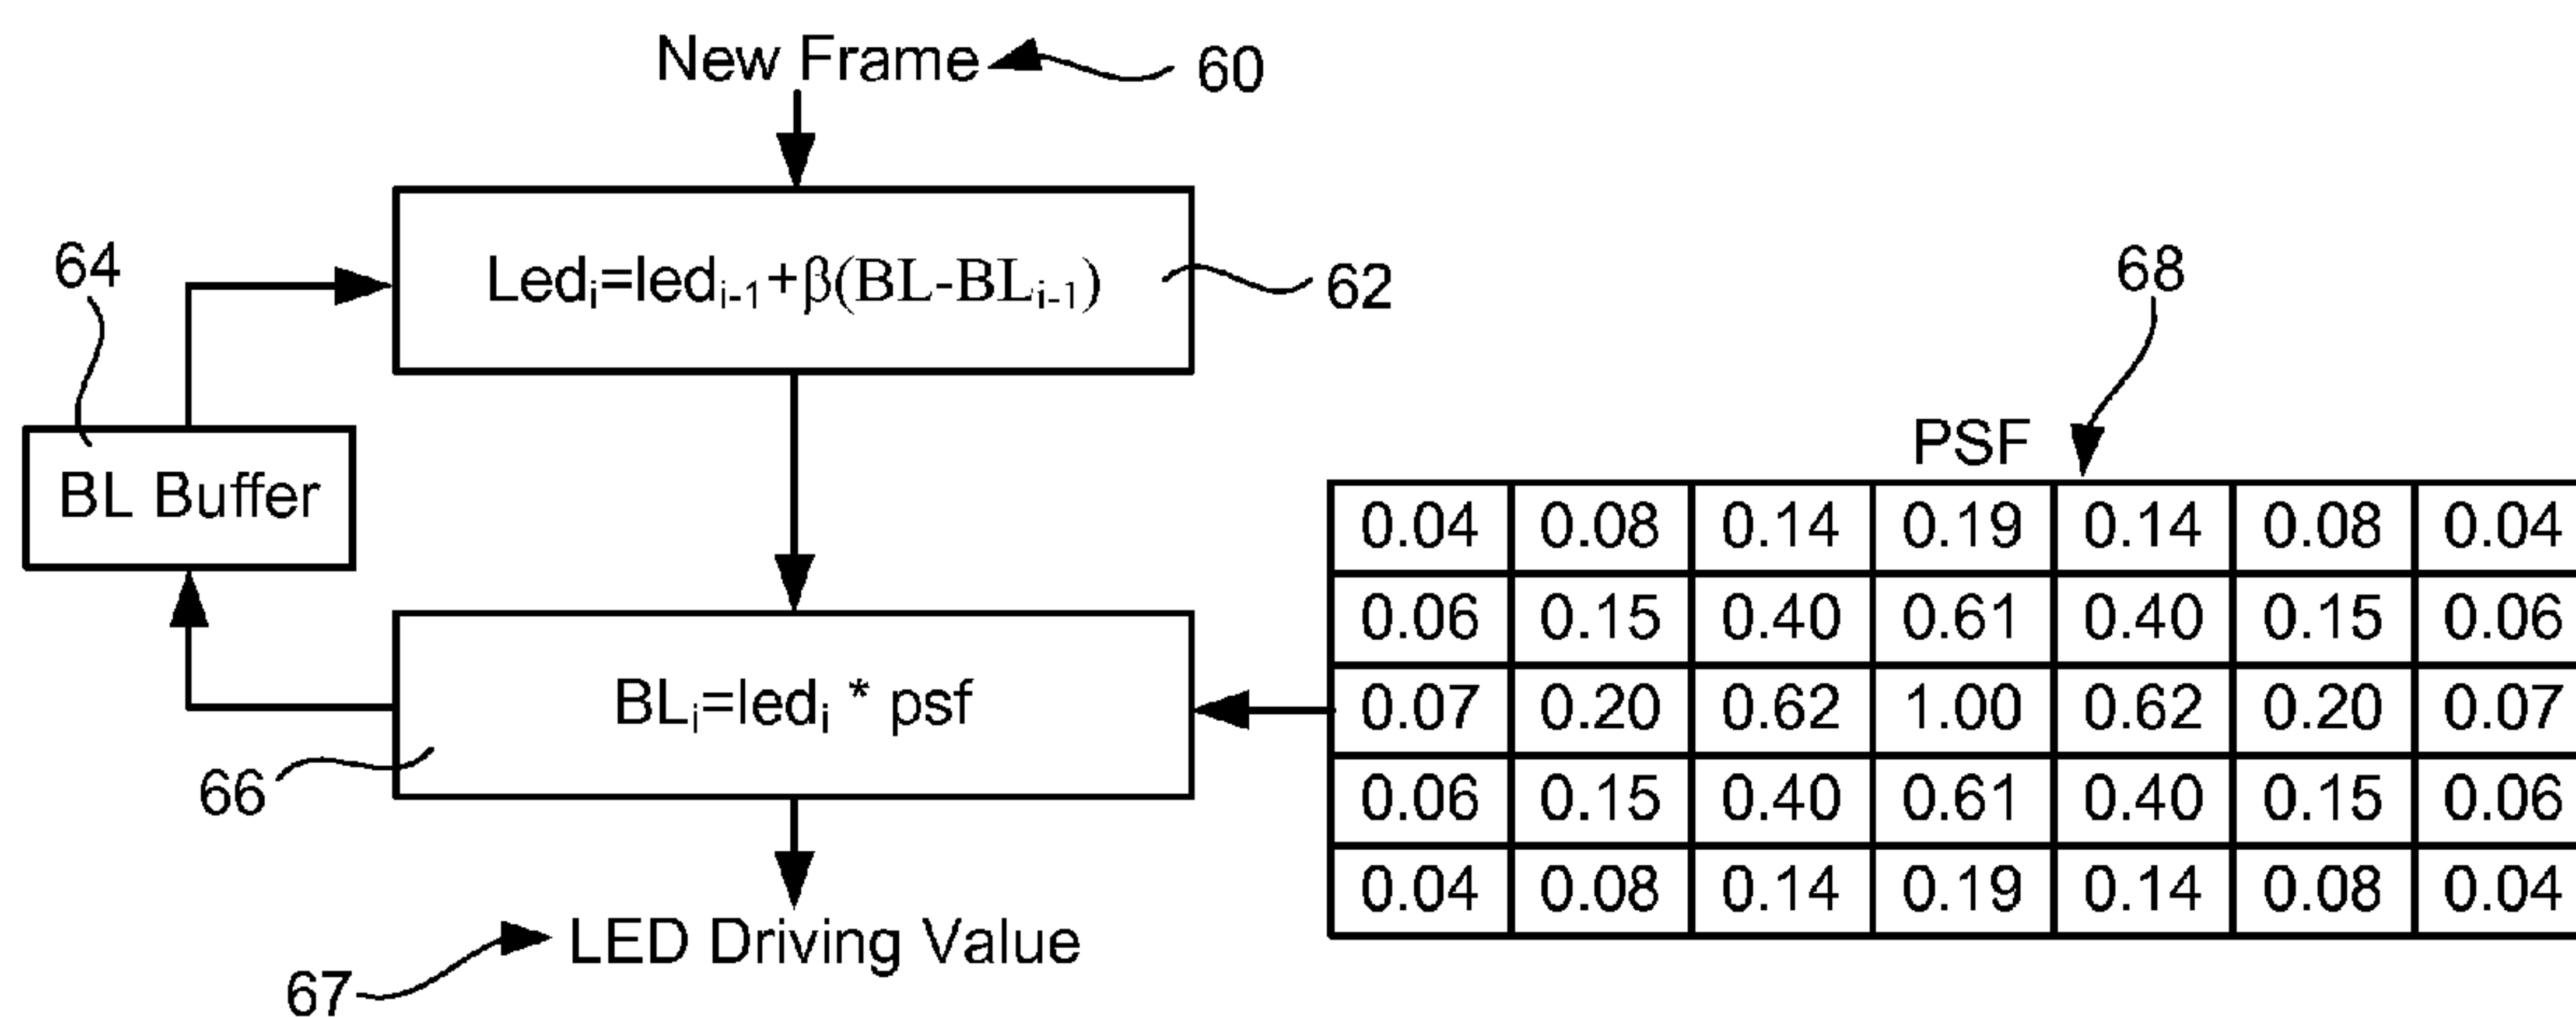 New Frame
60
Ledᵢ=ledᵢ₋₁+β(BL-BLᵢ₋₁)
62
64
BL Buffer
BLᵢ=ledᵢ * psf
66
LED Driving Value
67
68
PSF
0.04 0.08 0.14 0.19 0.14 0.08 0.04
0.06 0.15 0.40 0.61 0.40 0.15 0.06
0.07 0.20 0.62 1.00 0.62 0.20 0.07
0.06 0.15 0.40 0.61 0.40 0.15 0.06
0.04 0.08 0.14 0.19 0.14 0.08 0.04